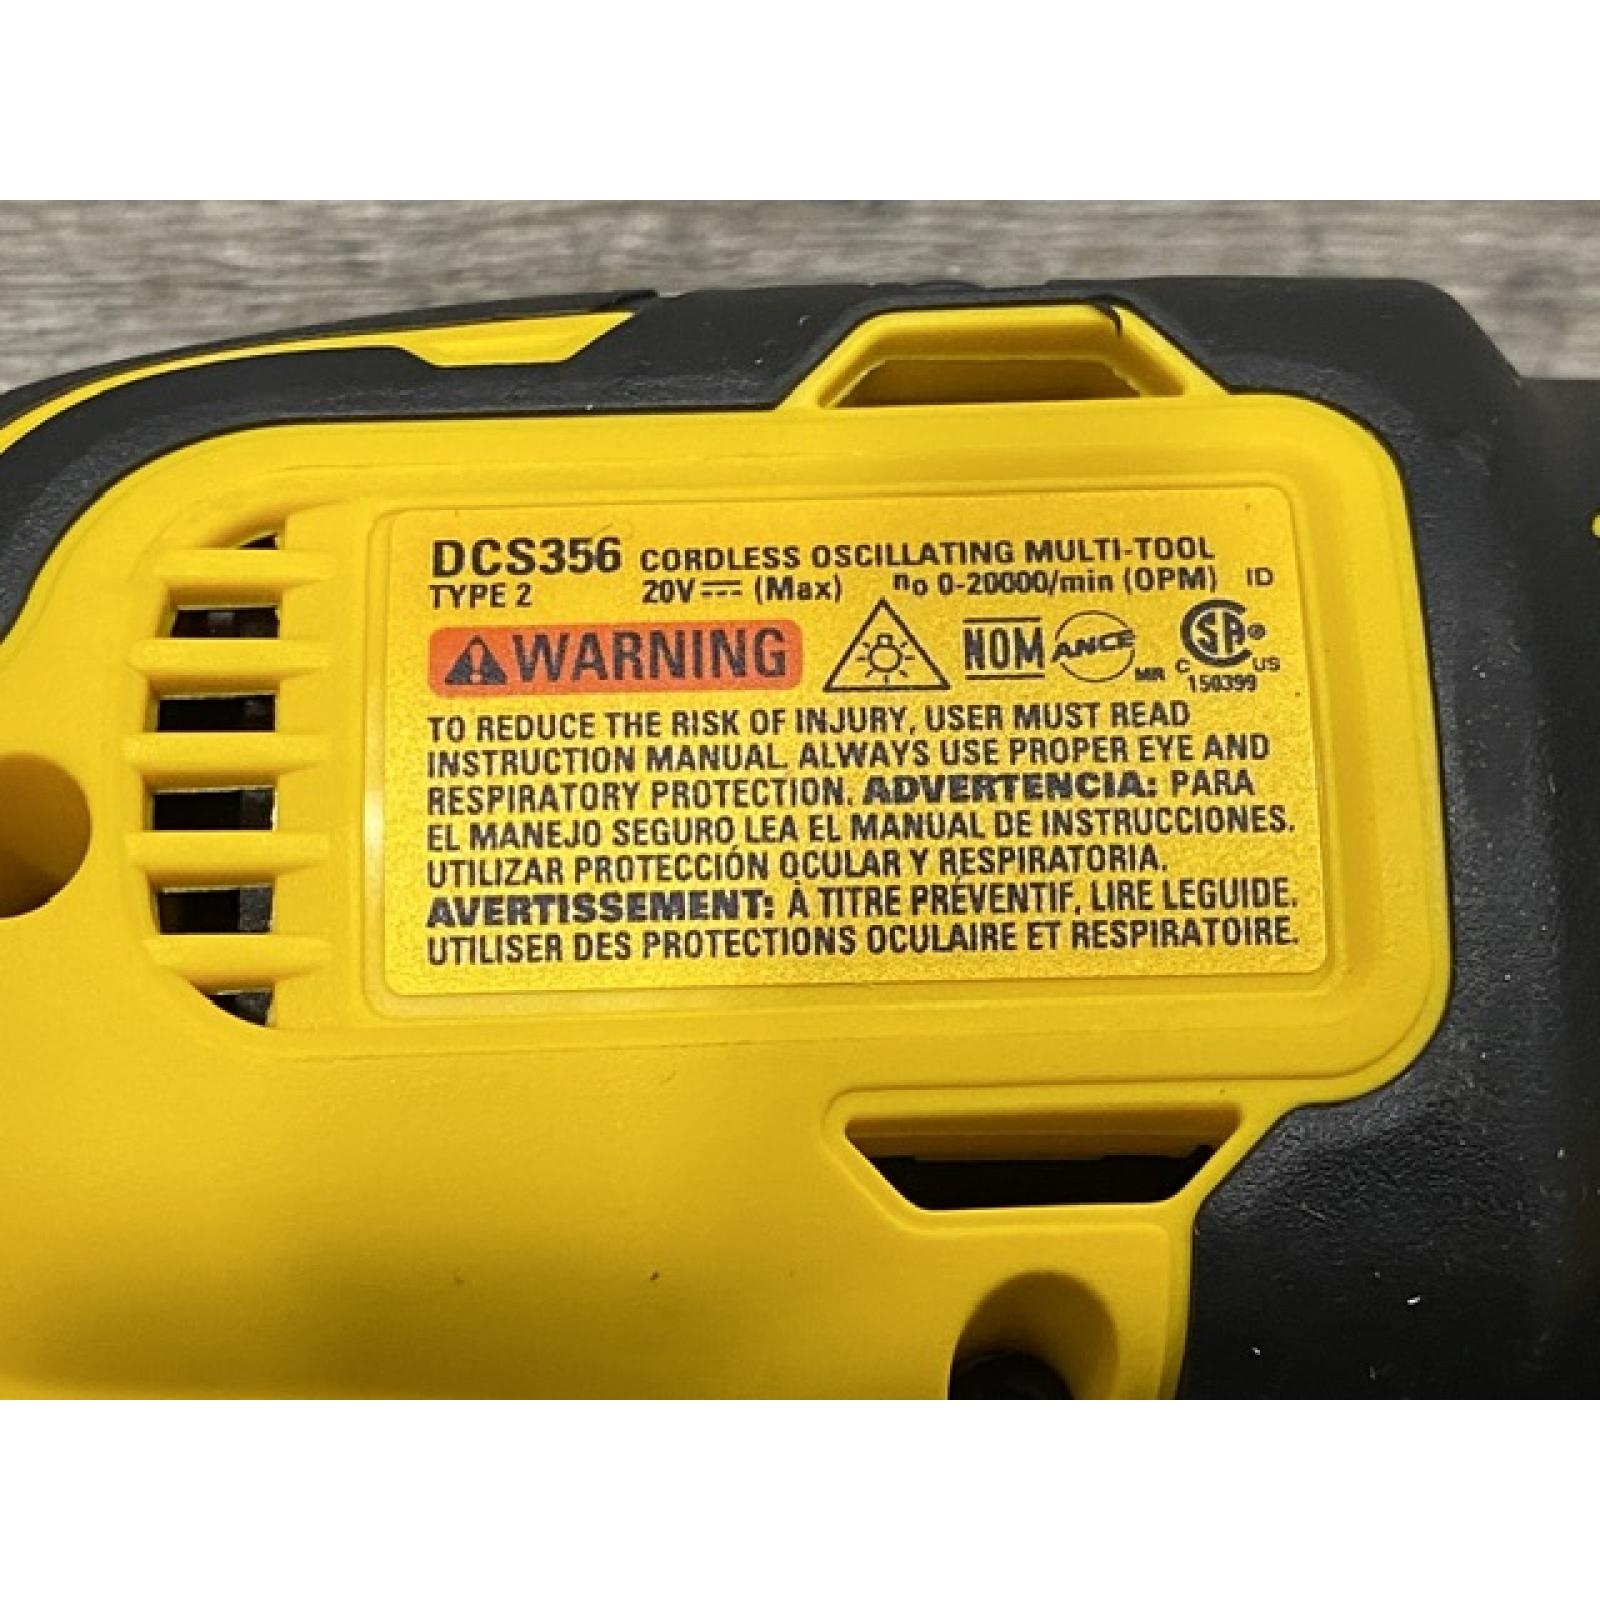 DCS356 CORDLESS OSCILLATING MULTI-TOOL
TYPE 2 20V⎓ (Max) n₀ 0-20000/min (OPM) ID
WARNING NOM ANCE MR CSA® C US 150399
TO REDUCE THE RISK OF INJURY, USER MUST READ
INSTRUCTION MANUAL. ALWAYS USE PROPER EYE AND
RESPIRATORY PROTECTION. ADVERTENCIA: PARA
EL MANEJO SEGURO LEA EL MANUAL DE INSTRUCCIONES.
UTILIZAR PROTECCIÓN OCULAR Y RESPIRATORIA.
AVERTISSEMENT: À TITRE PRÉVENTIF, LIRE LEGUIDE.
UTILISER DES PROTECTIONS OCULAIRE ET RESPIRATOIRE.